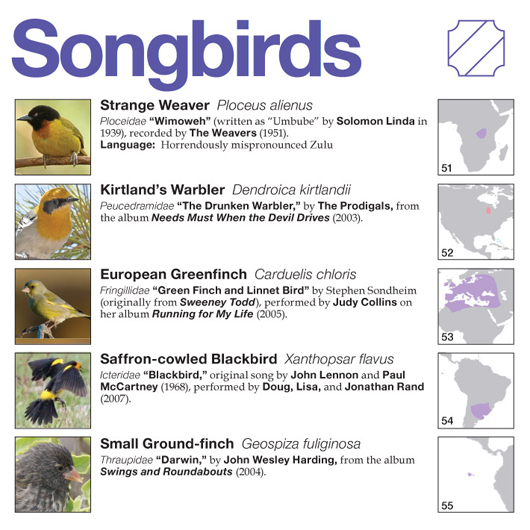 Songbirds
Strange Weaver Ploceus alienus
Ploceidae “Wimoweh” (written as “Umbube” by Solomon Linda in
1939), recorded by The Weavers (1951).
Language: Horrendously mispronounced Zulu
51
Kirtland’s Warbler Dendroica kirtlandii
Peucedramidae “The Drunken Warbler,” by The Prodigals, from
the album Needs Must When the Devil Drives (2003).
52
European Greenfinch Carduelis chloris
Fringillidae “Green Finch and Linnet Bird” by Stephen Sondheim
(originally from Sweeney Todd), performed by Judy Collins on
her album Running for My Life (2005).
53
Saffron-cowled Blackbird Xanthopsar flavus
Icteridae “Blackbird,” original song by John Lennon and Paul
McCartney (1968), performed by Doug, Lisa, and Jonathan Rand
(2007).
54
Small Ground-finch Geospiza fuliginosa
Thraupidae “Darwin,” by John Wesley Harding, from the album
Swings and Roundabouts (2004).
55